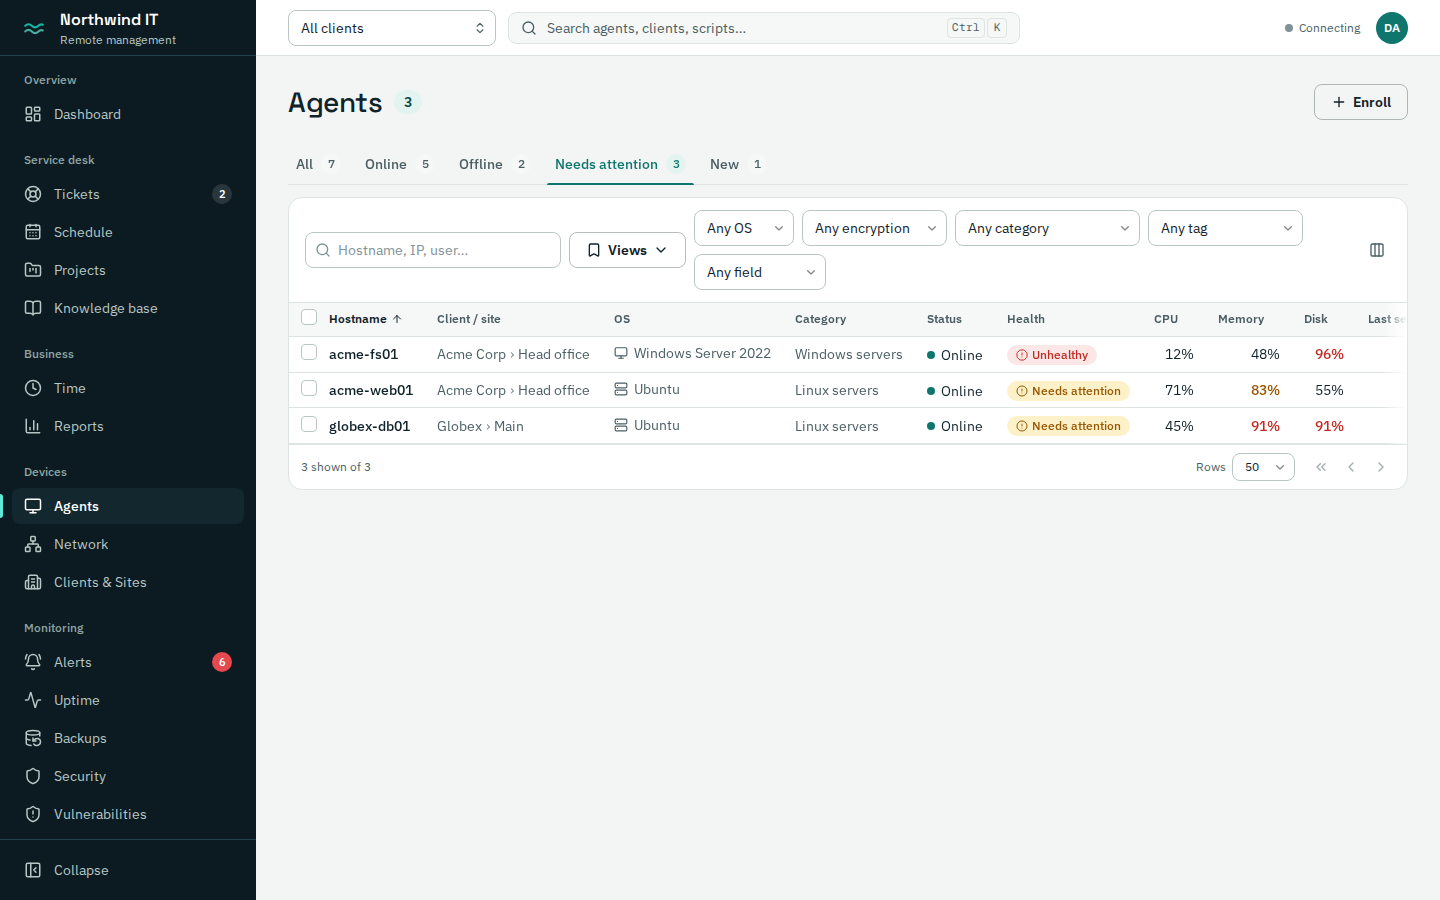 Northwind IT
Remote management
Overview
Dashboard
Service desk
Tickets 2
Schedule
Projects
Knowledge base
Business
Time
Reports
Devices
Agents
Network
Clients & Sites
Monitoring
Alerts 6
Uptime
Backups
Security
Vulnerabilities
Collapse
All clients
Search agents, clients, scripts...
Ctrl K
Connecting
DA
Agents 3
Enroll
All 7 Online 5 Offline 2 Needs attention 3 New 1
Hostname, IP, user...
Views
Any OS Any encryption Any category Any tag
Any field
Hostname Client / site OS Category Status Health CPU Memory Disk Last
acme-fs01 Acme Corp › Head office Windows Server 2022 Windows servers Online Unhealthy 12% 48% 96%
acme-web01 Acme Corp › Head office Ubuntu Linux servers Online Needs attention 71% 83% 55%
globex-db01 Globex › Main Ubuntu Linux servers Online Needs attention 45% 91% 91%
3 shown of 3
Rows 50